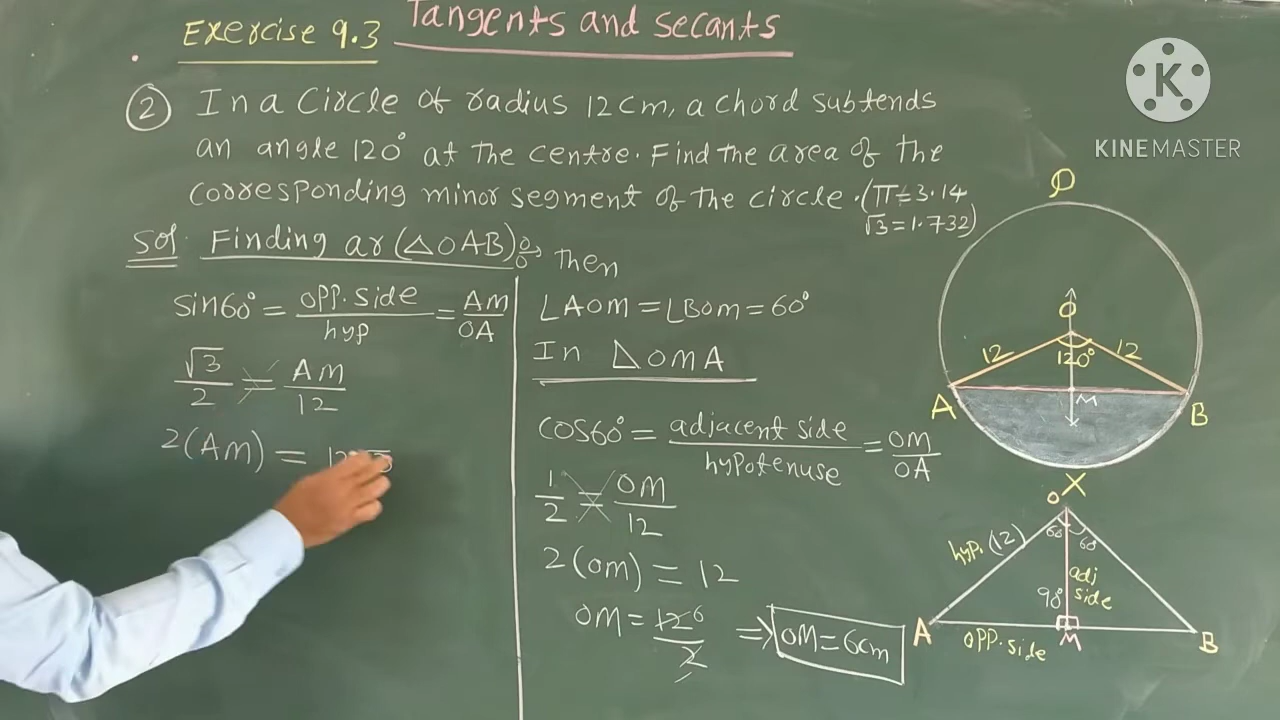 Exercise 9.3 Tangents and secants
② In a Circle of radius 12cm, a chord subtends
an angle 120° at the centre. Find the area of the
corresponding minor segment of the circle. (π=3.14
√3=1.732)
Sol. Finding ar(△OAB):-, then
sin60° = opp.side/hyp = AM/OA
√3/2 = AM/12
2(AM) =
∠AOM = ∠BOM = 60°
In △OMA
cos60° = adjacent side/hypotenuse = OM/OA
1/2 = OM/12
2(OM) = 12
OM = 12 6/2 ⇒ OM = 6cm
K
KINEMASTER
O
12 120° 12
A M B
X
O
60 60
hyp. (12)
adj
side
90°
A M B
opp.side